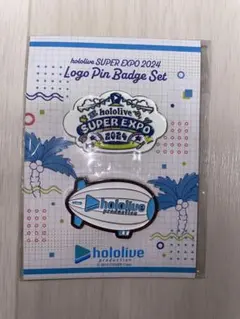 hololive SUPER EXPO 2024
Logo Pin Badge Set
hololive
SUPER EXPO
2024
hololive
production
hololive
production